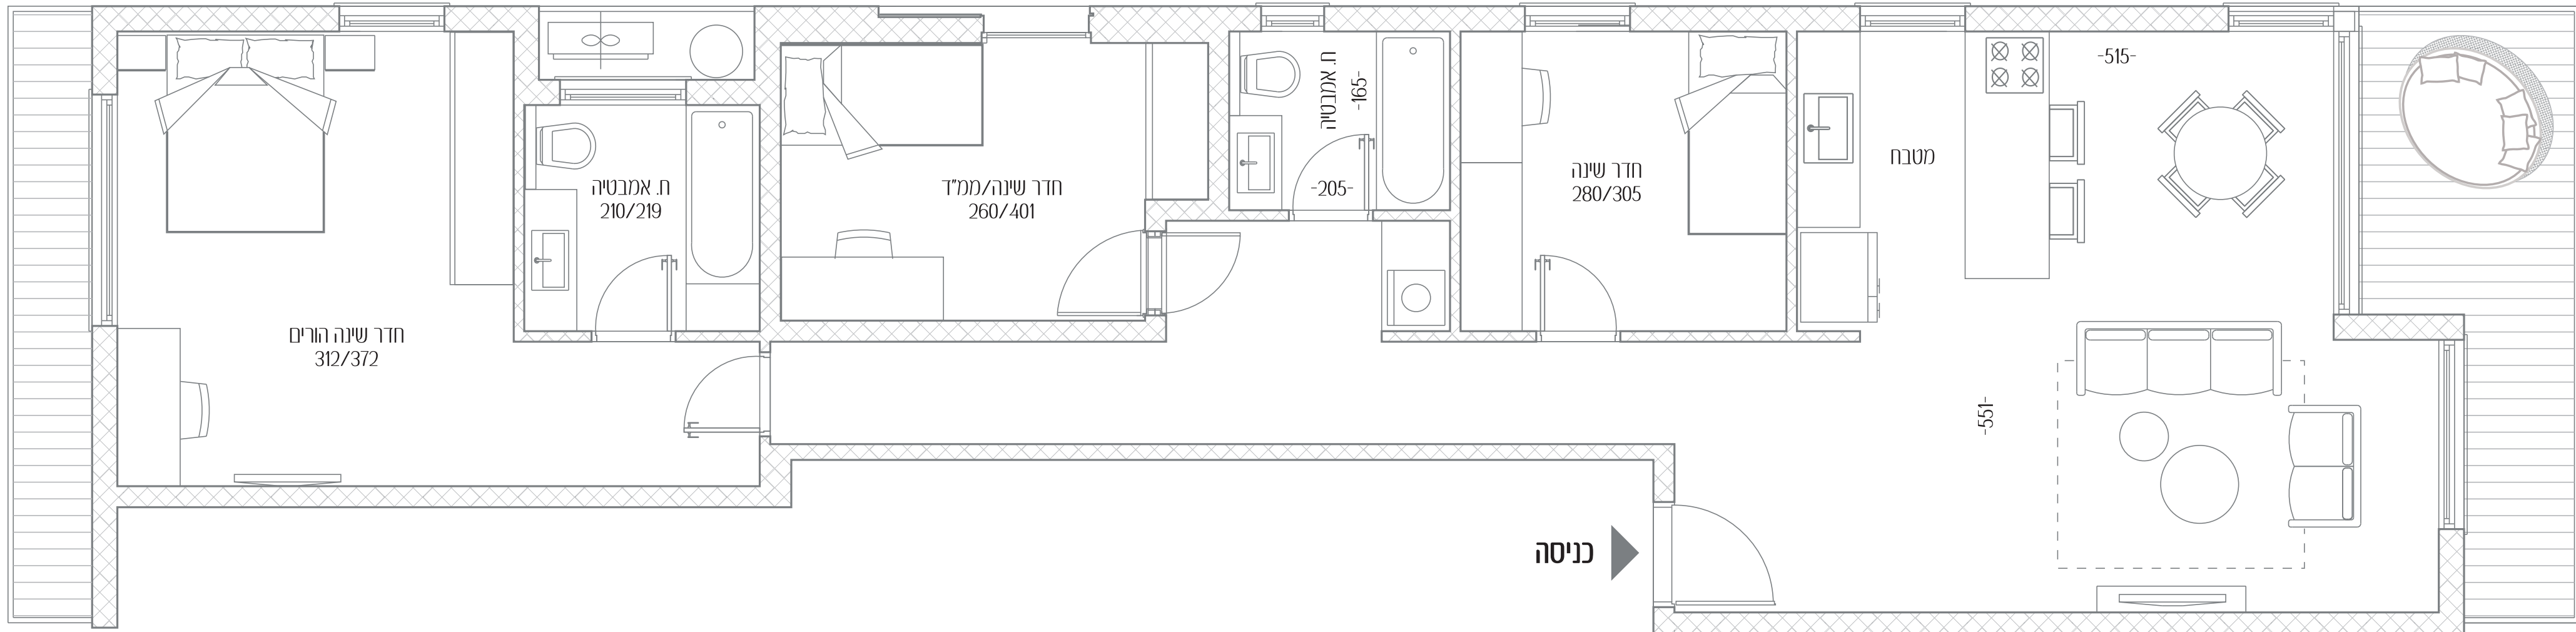 חדר שינה הורים
312/372
ח. אמבטיה
210/219
חדר שינה/ממ"ד
260/401
ח. אמבטיה
-165-
-205-
חדר שינה
280/305
מטבח
-515-
-551-
כניסה